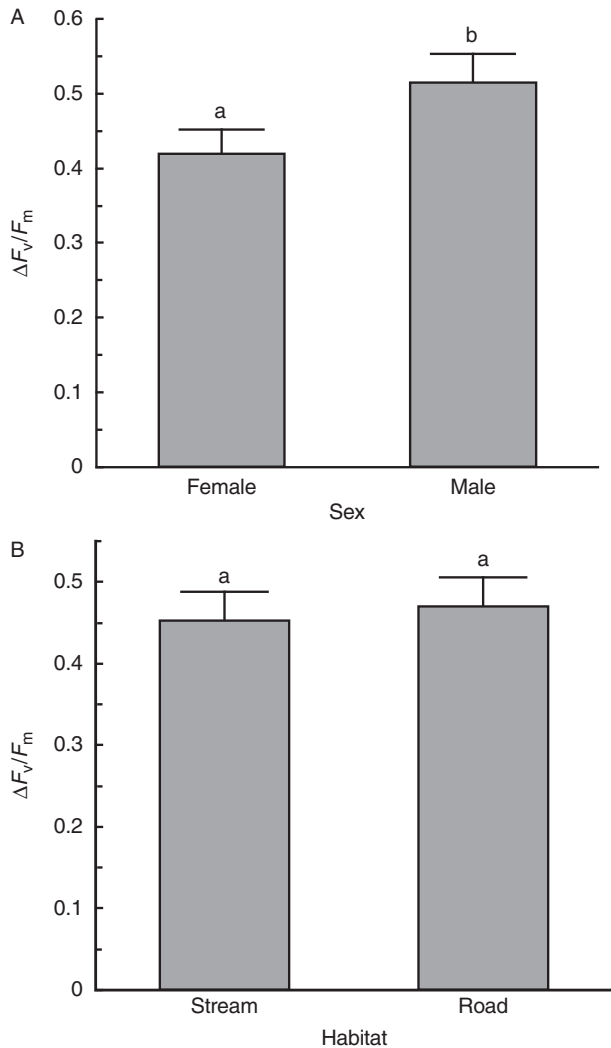 A
0.6
b
0.5
a
0.4
0.3
0.2
0.1
0
ΔFv/Fm
Female Male
Sex
B
a a
0.5
0.4
0.3
0.2
0.1
0
ΔFv/Fm
Stream Road
Habitat